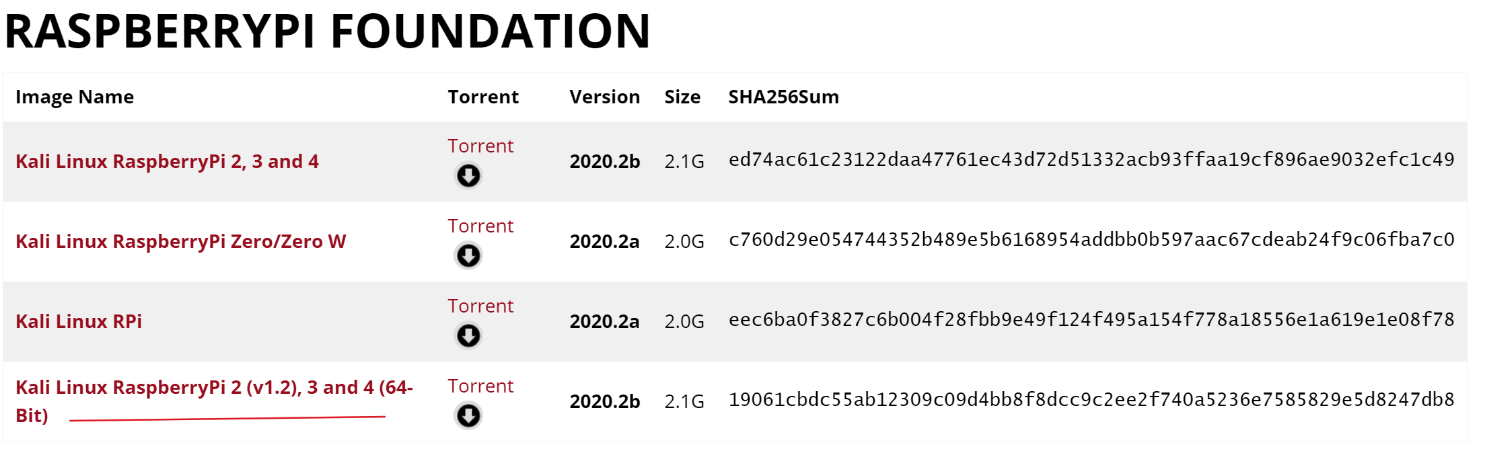 RASPBERRYPI FOUNDATION
Image Name Torrent Version Size SHA256Sum
Kali Linux RaspberryPi 2, 3 and 4 Torrent 2020.2b 2.1G ed74ac61c23122daa47761ec43d72d51332acb93ffaa19cf896ae9032efc1c49
Kali Linux RaspberryPi Zero/Zero W Torrent 2020.2a 2.0G c760d29e054744352b489e5b6168954addbb0b597aac67cdeab24f9c06fba7c0
Kali Linux RPi Torrent 2020.2a 2.0G eec6ba0f3827c6b004f28fbb9e49f124f495a154f778a18556e1a619e1e08f78
Kali Linux RaspberryPi 2 (v1.2), 3 and 4 (64-
Bit) Torrent 2020.2b 2.1G 19061cbdc55ab12309c09d4bb8f8dcc9c2ee2f740a5236e7585829e5d8247db8